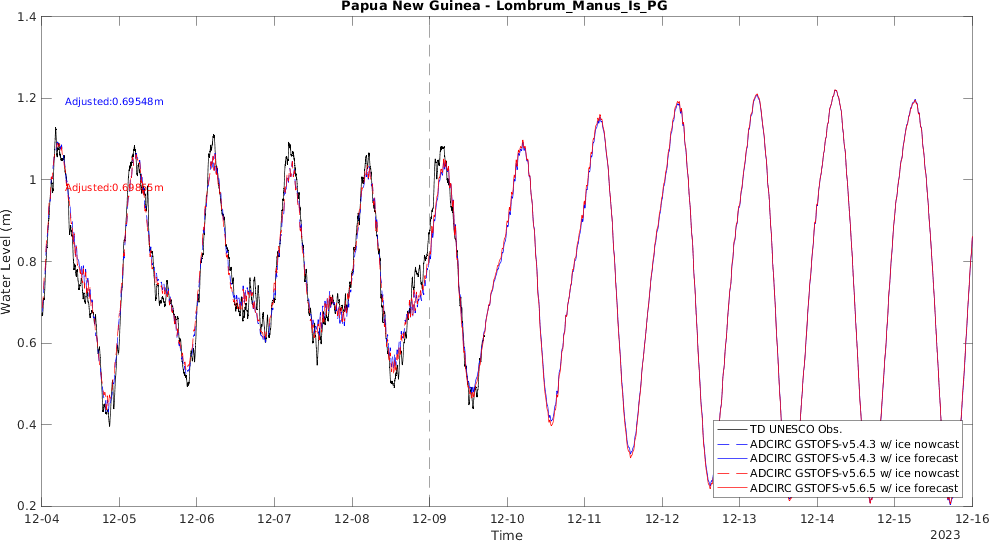 Papua New Guinea - Lombrum_Manus_Is_PG
1.4
1.2
1
0.8
0.6
0.4
0.2
Water Level (m)
Adjusted:0.69548m
Adjusted:0.69865m
TD UNESCO Obs.
ADCIRC GSTOFS-v5.4.3 w/ ice nowcast
ADCIRC GSTOFS-v5.4.3 w/ ice forecast
ADCIRC GSTOFS-v5.6.5 w/ ice nowcast
ADCIRC GSTOFS-v5.6.5 w/ ice forecast
12-04 12-05 12-06 12-07 12-08 12-09 12-10 12-11 12-12 12-13 12-14 12-15 12-16
Time
2023